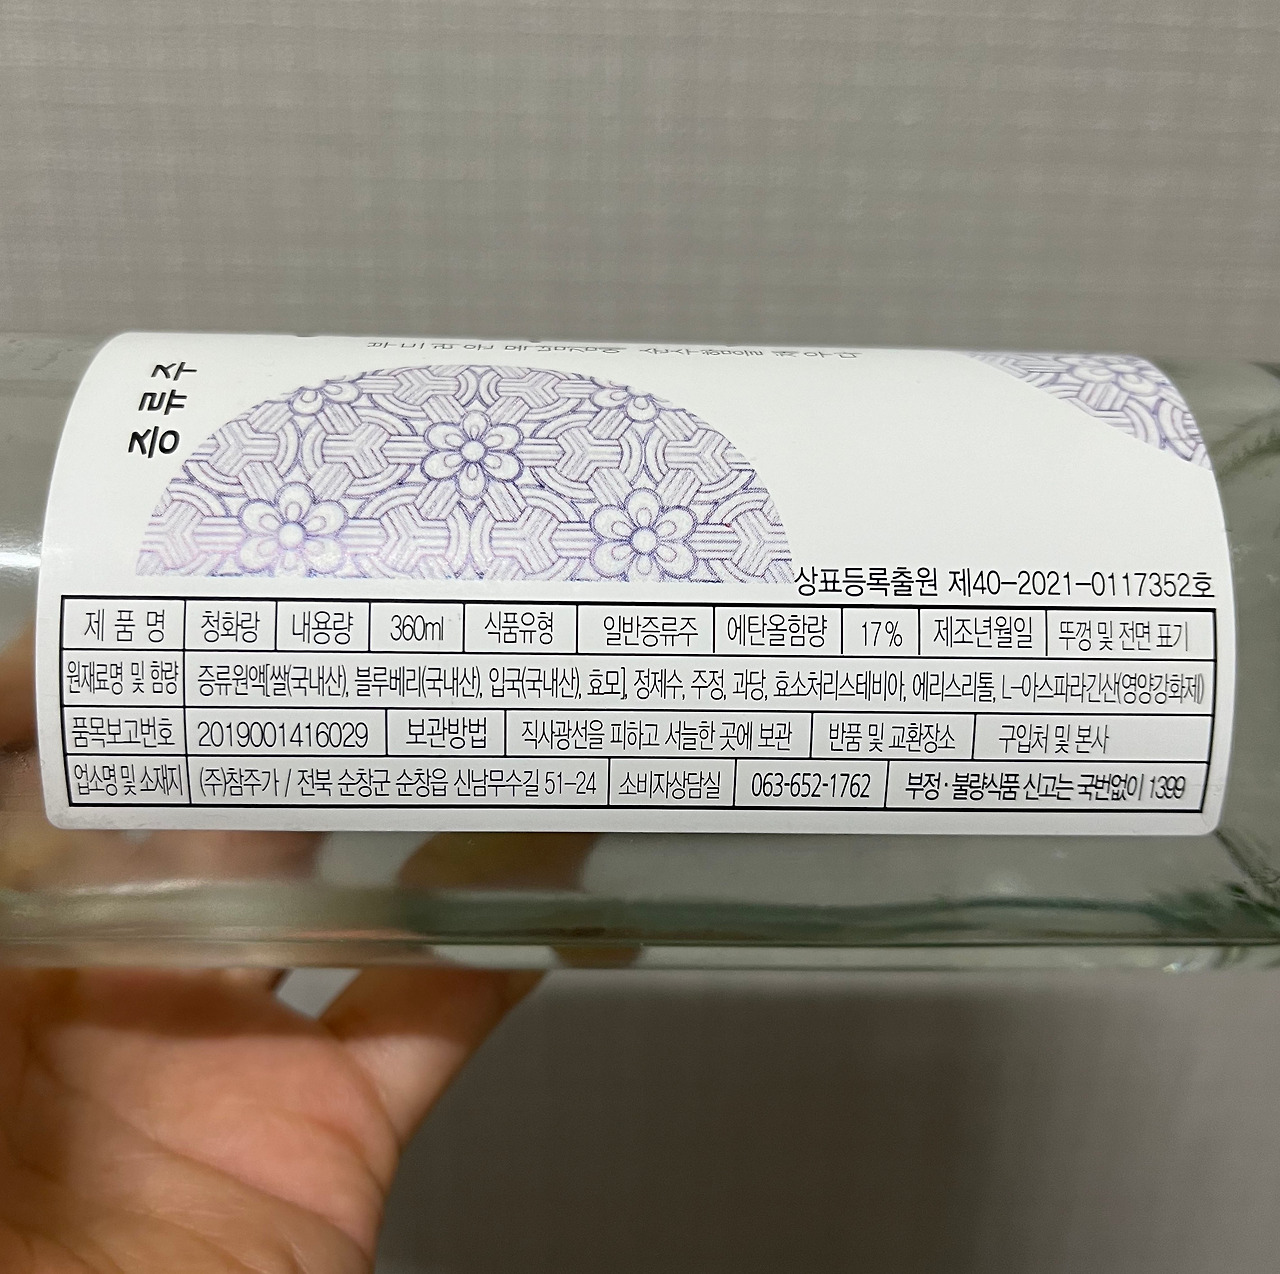 증류주
상표등록출원 제40-2021-0117352호
제 품 명 청화랑 내용량 360ml 식품유형 일반증류주 에탄올함량 17% 제조년월일 뚜껑 및 전면 표기
원재료명 및 함량 증류원액[쌀(국내산), 블루베리(국내산), 입국(국내산), 효모], 정제수, 주정, 과당, 효소처리스테비아, 에리스리톨, L-아스파라긴산(영양강화제)
품목보고번호 2019001416029 보관방법 직사광선을 피하고 서늘한 곳에 보관 반품 및 교환장소 구입처 및 본사
업소명 및 소재지 (주)참주가 / 전북 순창군 순창읍 신남무수길 51-24 소비자상담실 063-652-1762 부정·불량식품 신고는 국번없이 1399